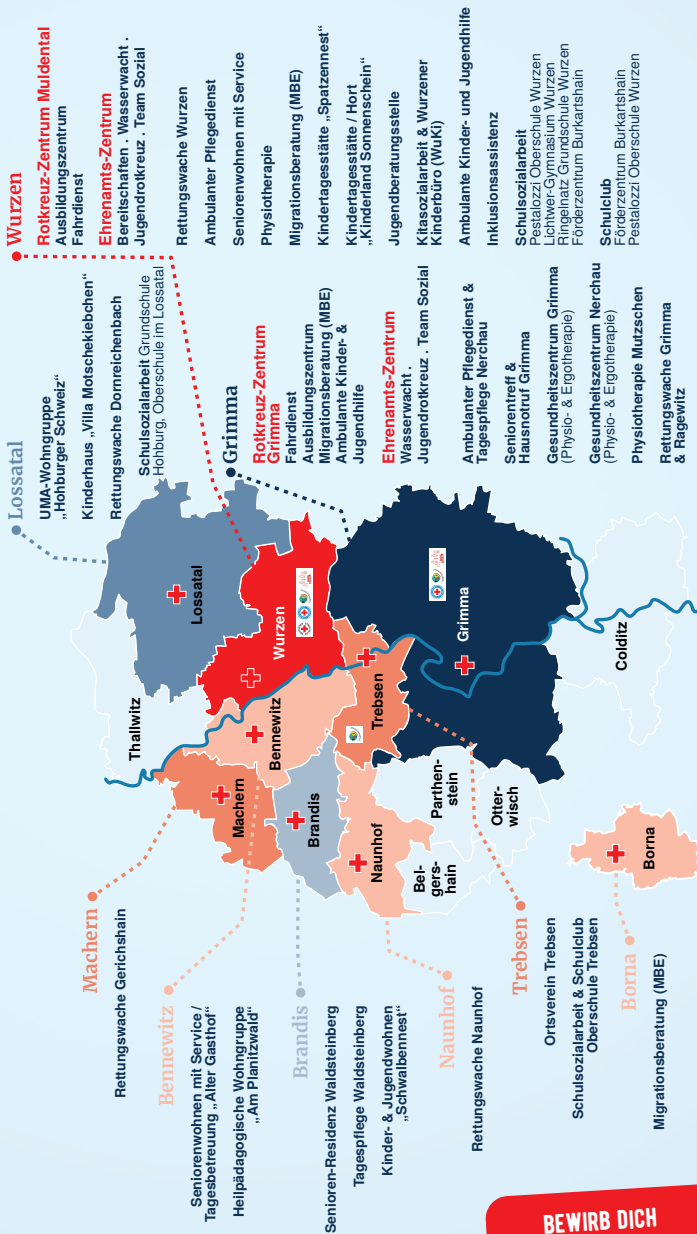 Machern
Rettungswache Gerichshain
Bennewitz
Seniorenwohnen mit Service /
Tagesbetreuung „Alter Gasthof“
Heilpädagogische Wohngruppe
„Am Planitzwald“
Brandis
Senioren-Residenz Waldsteinberg
Tagespflege Waldsteinberg
Kinder- & Jugendwohnen
„Schwalbennest“
Naunhof
Rettungswache Naunhof
Trebsen
Ortsverein Trebsen
Schulsozialarbeit & Schulclub
Oberschule Trebsen
Borna
Migrationsberatung (MBE)
BEWIRB DICH
Thallwitz
Lossatal
Machern
Bennewitz
Wurzen
Brandis
Trebsen
Naunhof
Parthen-
stein
Grimma
Bel-
gers-
hain
Otter-
wisch
Colditz
Borna
Lossatal
UMA-Wohngruppe
„Hohburger Schweiz“
Kinderhaus „Villa Motschekiebchen“
Rettungswache Dornreichenbach
Schulsozialarbeit Grundschule
Hohburg, Oberschule im Lossatal
Grimma
Rotkreuz-Zentrum
Grimma
Fahrdienst
Ausbildungszentrum
Migrationsberatung (MBE)
Ambulante Kinder- &
Jugendhilfe
Ehrenamts-Zentrum
Wasserwacht .
Jugendrotkreuz . Team Sozial
Ambulanter Pflegedienst &
Tagespflege Nerchau
Seniorentreff &
Hausnotruf Grimma
Gesundheitszentrum Grimma
(Physio- & Ergotherapie)
Gesundheitszentrum Nerchau
(Physio- & Ergotherapie)
Physiotherapie Mutzschen
Rettungswache Grimma
& Ragewitz
Wurzen
Rotkreuz-Zentrum Muldental
Ausbildungszentrum
Fahrdienst
Ehrenamts-Zentrum
Bereitschaften . Wasserwacht .
Jugendrotkreuz . Team Sozial
Rettungswache Wurzen
Ambulanter Pflegedienst
Seniorenwohnen mit Service
Physiotherapie
Migrationsberatung (MBE)
Kindertagesstätte „Spatzennest“
Kindertagesstätte / Hort
„Kinderland Sonnenschein“
Jugendberatungsstelle
Kitasozialarbeit & Wurzener
Kinderbüro (WuKi)
Ambulante Kinder- und Jugendhilfe
Inklusionsassistenz
Schulsozialarbeit
Pestalozzi Oberschule Wurzen
Lichtwer-Gymnasium Wurzen
Ringelnatz Grundschule Wurzen
Förderzentrum Burkartshain
Schulclub
Förderzentrum Burkartshain
Pestalozzi Oberschule Wurzen